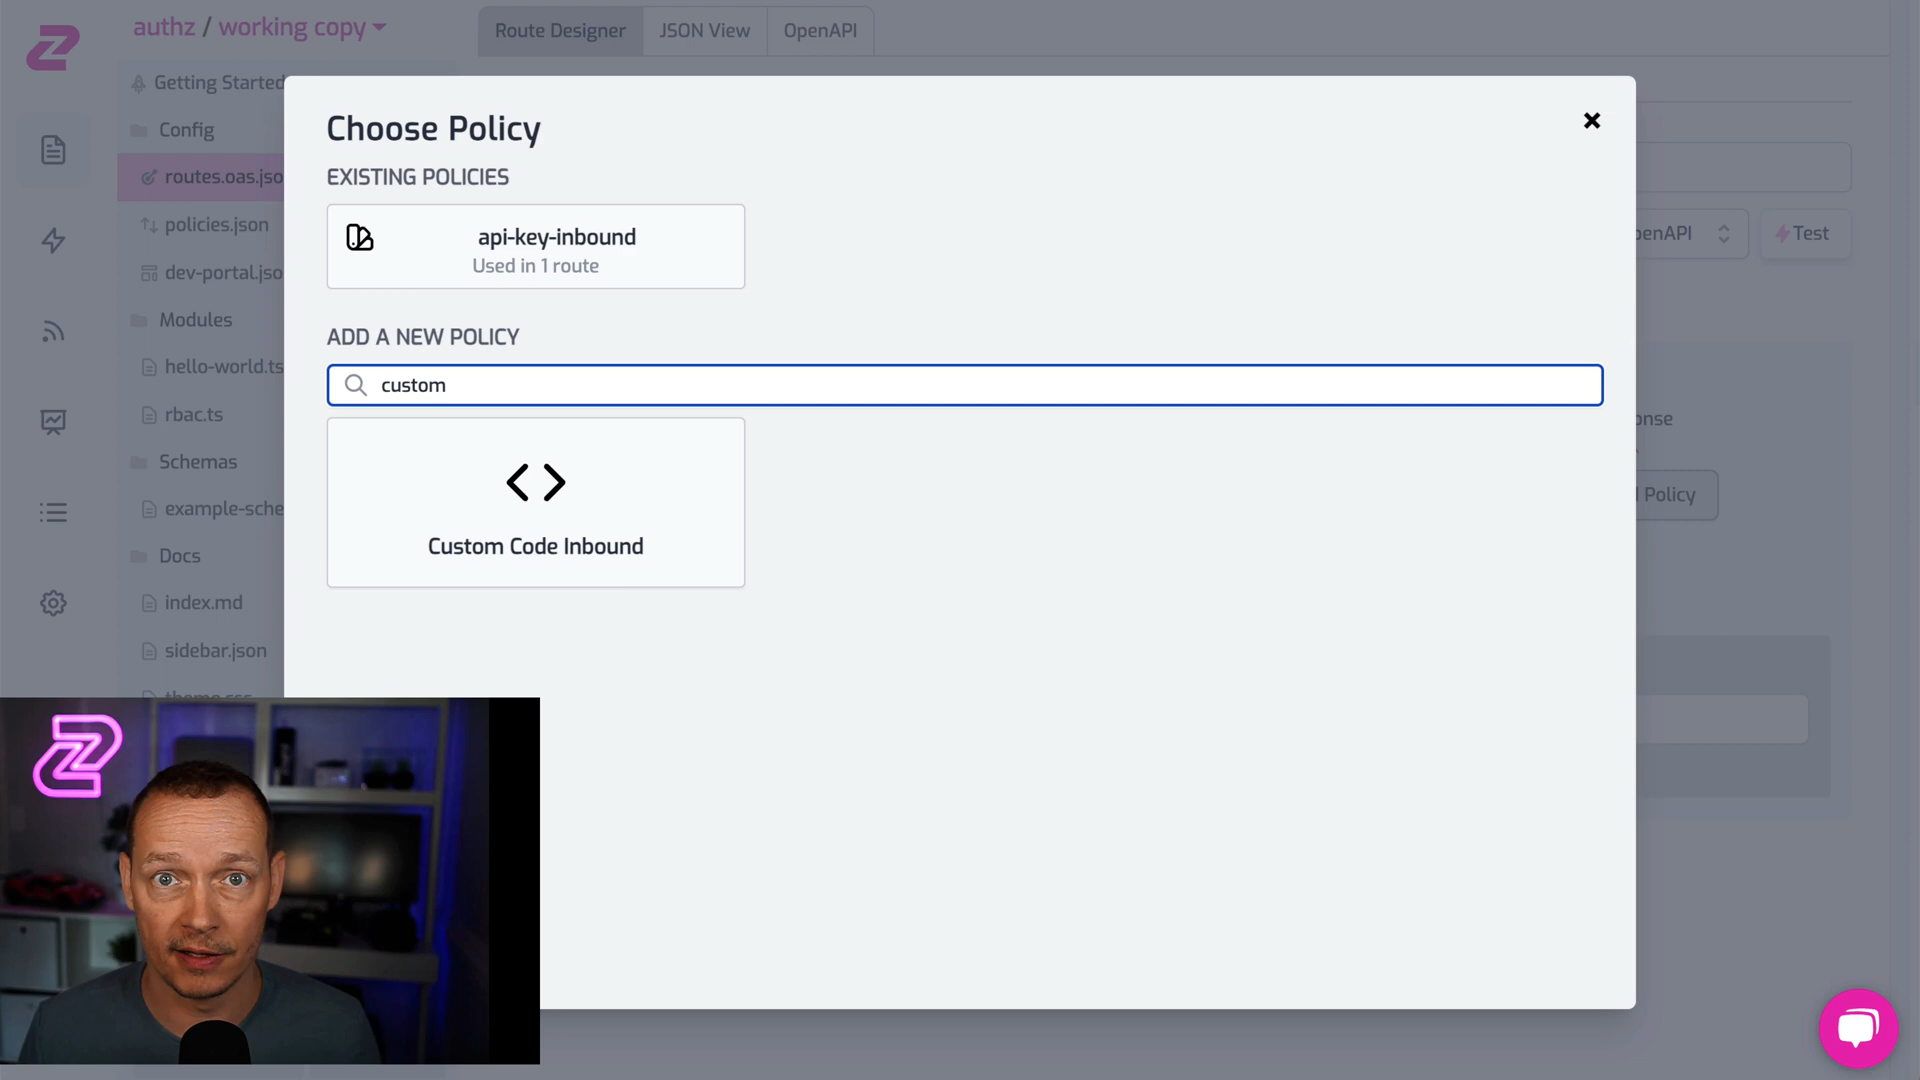 authz / working copy
Route Designer
JSON View
OpenAPI
Getting Started
Config
routes.oas.jso
policies.json
dev-portal.jso
Modules
hello-world.ts
rbac.ts
Schemas
example-sche
Docs
index.md
sidebar.json
theme.css
Choose Policy
EXISTING POLICIES
api-key-inbound
Used in 1 route
ADD A NEW POLICY
custom
Custom Code Inbound
penAPI
Test
onse
Policy